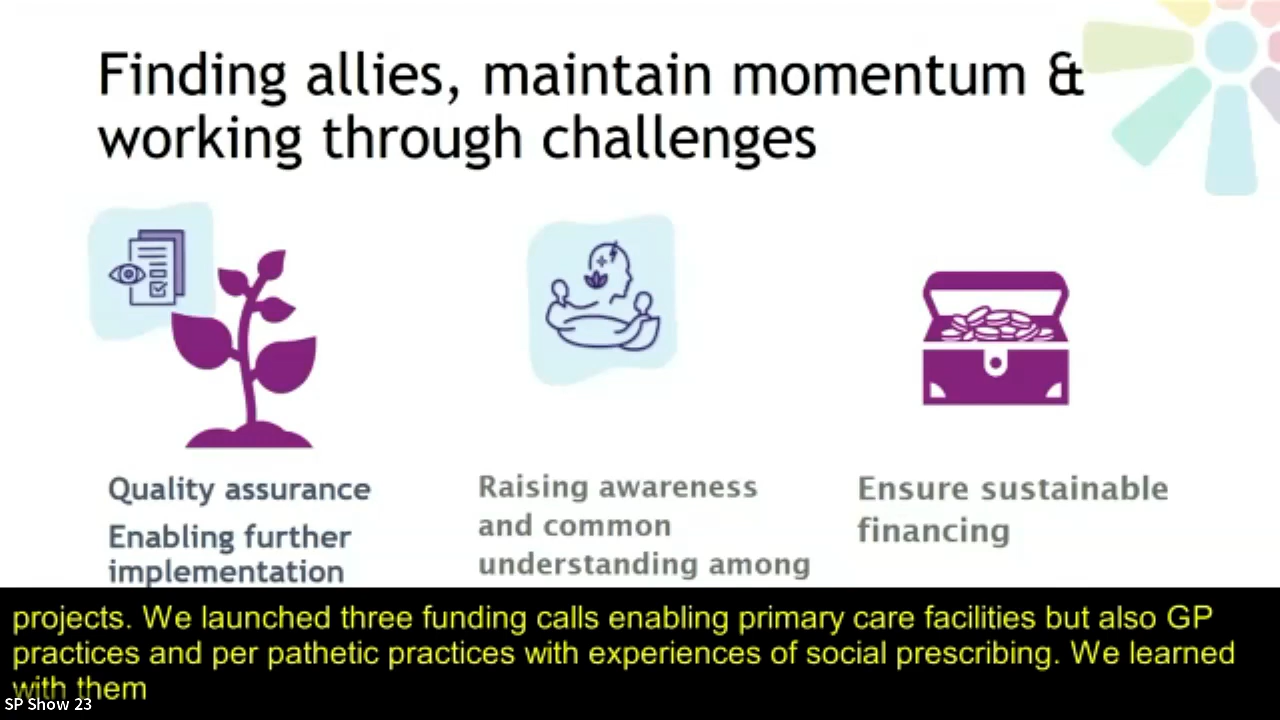 Finding allies, maintain momentum &
working through challenges
Quality assurance
Enabling further
implementation
Raising awareness
and common
understanding among
Ensure sustainable
financing
projects. We launched three funding calls enabling primary care facilities but also GP
practices and per pathetic practices with experiences of social prescribing. We learned
with them
SP Show 23